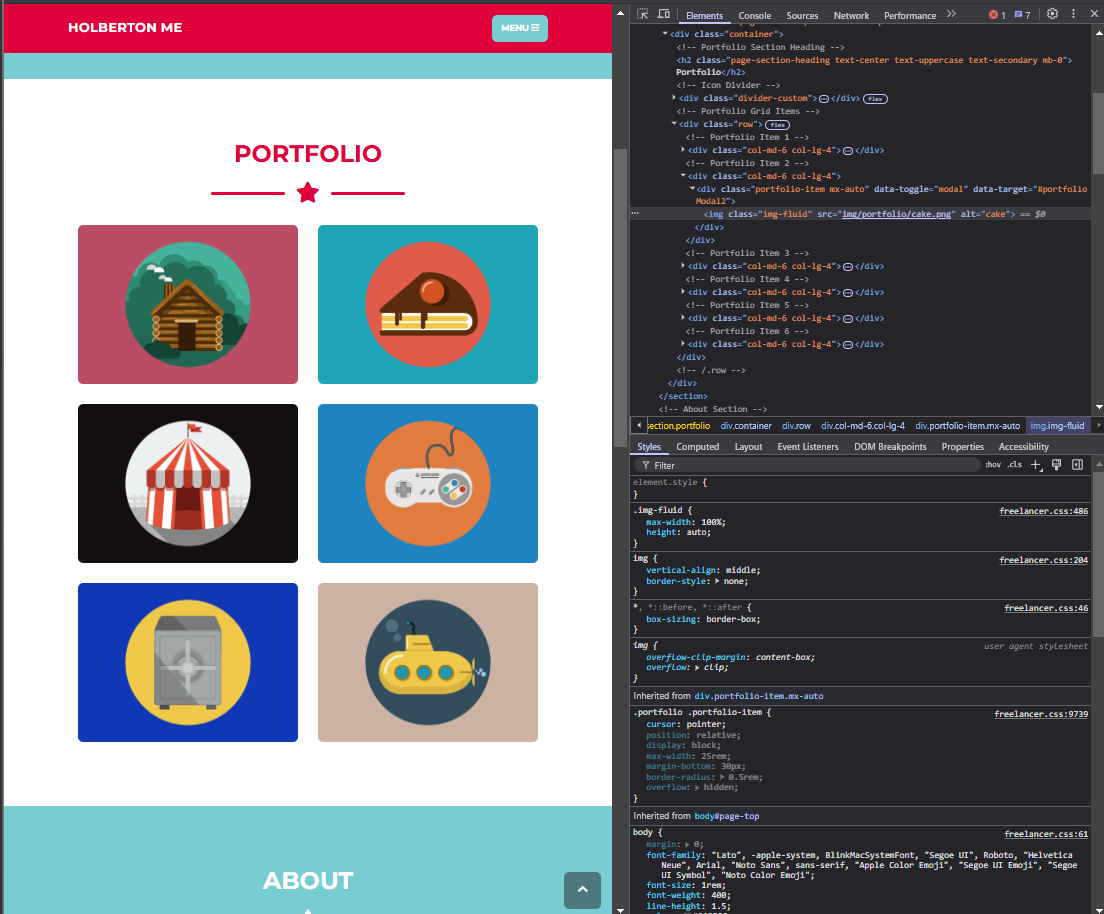 HOLBERTON ME
MENU
PORTFOLIO
ABOUT
Elements Console Sources Network Performance 1 7
<div class="container">
<!-- Portfolio Section Heading -->
<h2 class="page-section-heading text-center text-uppercase text-secondary mb-0">
Portfolio</h2>
<!-- Icon Divider -->
<div class="divider-custom"> </div> flex
<!-- Portfolio Grid Items -->
<div class="row"> flex
<!-- Portfolio Item 1 -->
<div class="col-md-6 col-lg-4"> </div>
<!-- Portfolio Item 2 -->
<div class="col-md-6 col-lg-4">
<div class="portfolio-item mx-auto" data-toggle="modal" data-target="#portfolio
Modal2">
<img class="img-fluid" src="img/portfolio/cake.png" alt="cake"> == $0
</div>
</div>
<!-- Portfolio Item 3 -->
<div class="col-md-6 col-lg-4"> </div>
<!-- Portfolio Item 4 -->
<div class="col-md-6 col-lg-4"> </div>
<!-- Portfolio Item 5 -->
<div class="col-md-6 col-lg-4"> </div>
<!-- Portfolio Item 6 -->
<div class="col-md-6 col-lg-4"> </div>
</div>
<!-- /.row -->
</div>
</section>
<!-- About Section -->
section.portfolio div.container div.row div.col-md-6.col-lg-4 div.portfolio-item.mx-auto img.img-fluid
Styles Computed Layout Event Listeners DOM Breakpoints Properties Accessibility
Filter :hov .cls
element.style {
}
.img-fluid { freelancer.css:486
max-width: 100%;
height: auto;
}
img { freelancer.css:204
vertical-align: middle;
border-style: none;
}
*, *::before, *::after { freelancer.css:46
box-sizing: border-box;
}
img { user agent stylesheet
overflow-clip-margin: content-box;
overflow: clip;
}
Inherited from div.portfolio-item.mx-auto
.portfolio .portfolio-item { freelancer.css:9739
cursor: pointer;
position: relative;
display: block;
max-width: 25rem;
margin-bottom: 30px;
border-radius: 0.5rem;
overflow: hidden;
}
Inherited from body#page-top
body { freelancer.css:61
margin: 0;
font-family: "Lato", -apple-system, BlinkMacSystemFont, "Segoe UI", Roboto, "Helvetica
Neue", Arial, "Noto Sans", sans-serif, "Apple Color Emoji", "Segoe UI Emoji", "Segoe
UI Symbol", "Noto Color Emoji";
font-size: 1rem;
font-weight: 400;
line-height: 1.5;